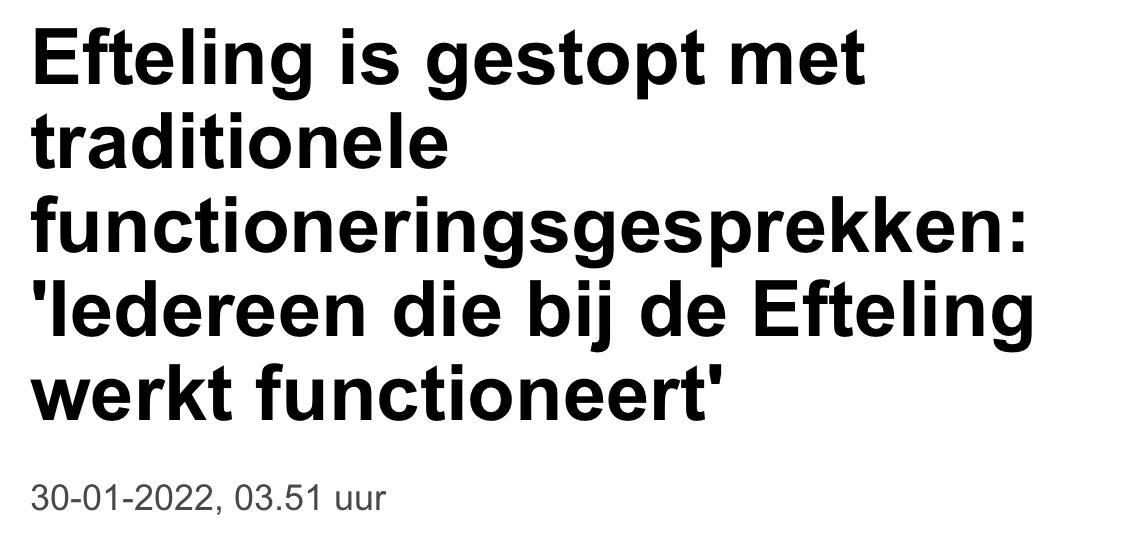 Efteling is gestopt met
traditionele
functioneringsgesprekken:
'Iedereen die bij de Efteling
werkt functioneert'
30-01-2022, 03.51 uur